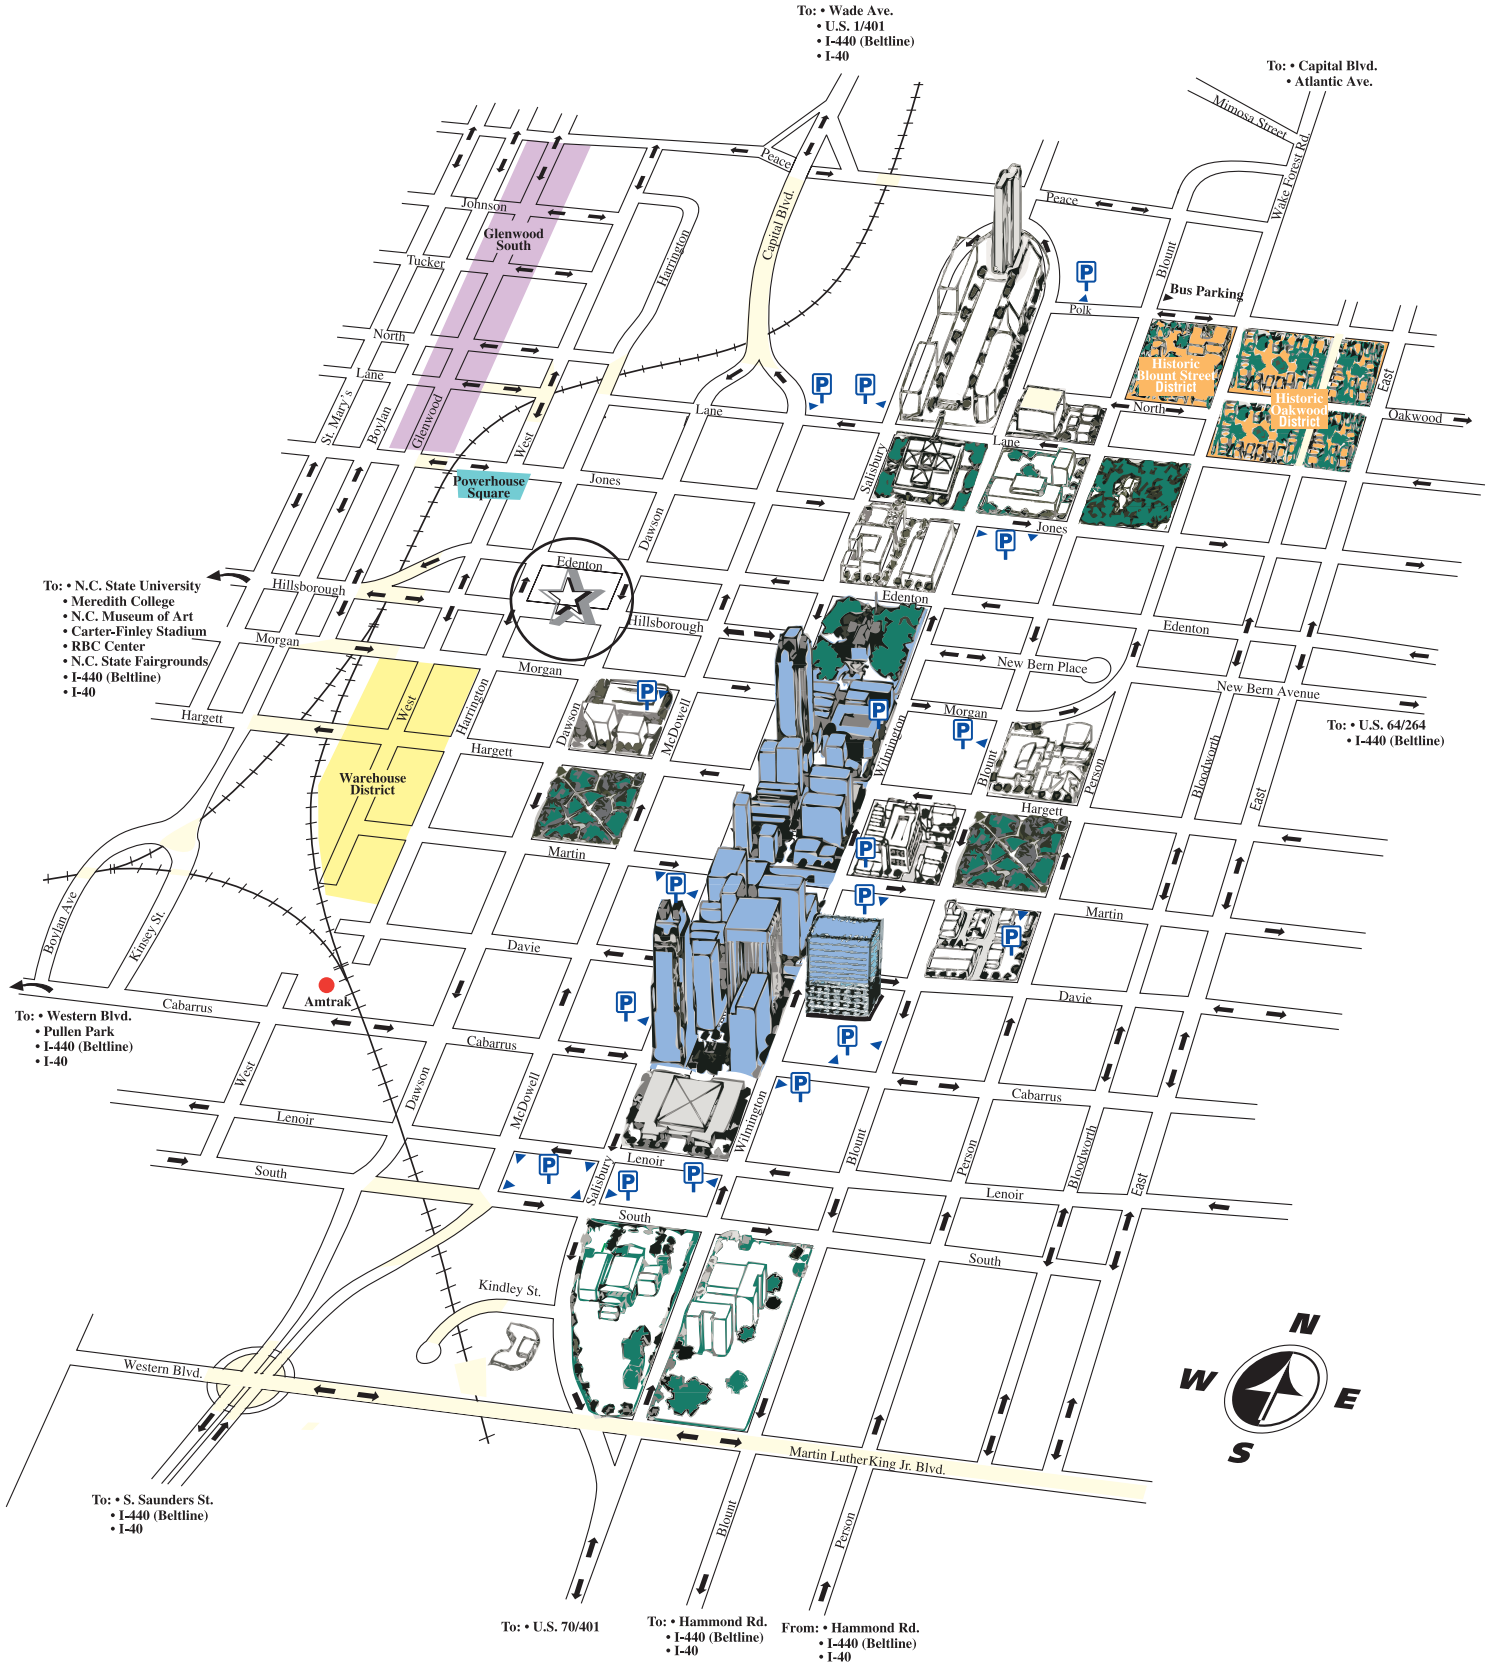 To: • Wade Ave.
• U.S. 1/401
• I-440 (Beltline)
• I-40
To: • Capital Blvd.
• Atlantic Ave.
Mimosa Street
Wake Forest Rd.
Peace
Peace
Johnson
Glenwood
South
Capital Blvd.
Harrington
Tucker
Blount
P
Bus Parking
Polk
North
Lane
St. Mary's
Boylan
Glenwood
West
Historic
Blount Street
District
Historic
Oakwood
District
East
P
P
Lane
North
Oakwood
Lane
Salisbury
Powerhouse
Square
Jones
Dawson
Jones
P
Edenton
Edenton
Hillsborough
Hillsborough
Edenton
To: • N.C. State University
• Meredith College
• N.C. Museum of Art
• Carter-Finley Stadium
• RBC Center
• N.C. State Fairgrounds
• I-440 (Beltline)
• I-40
Morgan
Morgan
New Bern Place
New Bern Avenue
Hargett
West
Harrington
Dawson
P
McDowell
P
Morgan
P
Wilmington
To: • U.S. 64/264
• I-440 (Beltline)
Hargett
Blount
Person
Bloodworth
East
Warehouse
District
Hargett
Martin
P
P
P
Martin
Boylan Ave
Kinsey St.
Davie
P
Davie
Amtrak
Cabarrus
P
To: • Western Blvd.
• Pullen Park
• I-440 (Beltline)
• I-40
Cabarrus
P
West
Dawson
McDowell
P
Cabarrus
Lenoir
Wilmington
Blount
Person
Bloodworth
East
South
P
Salisbury
Lenoir
P
P
Lenoir
South
South
Kindley St.
N
W
E
S
Western Blvd.
Martin Luther King Jr. Blvd.
To: • S. Saunders St.
• I-440 (Beltline)
• I-40
Blount
Person
To: • U.S. 70/401
To: • Hammond Rd.
• I-440 (Beltline)
• I-40
From: • Hammond Rd.
• I-440 (Beltline)
• I-40